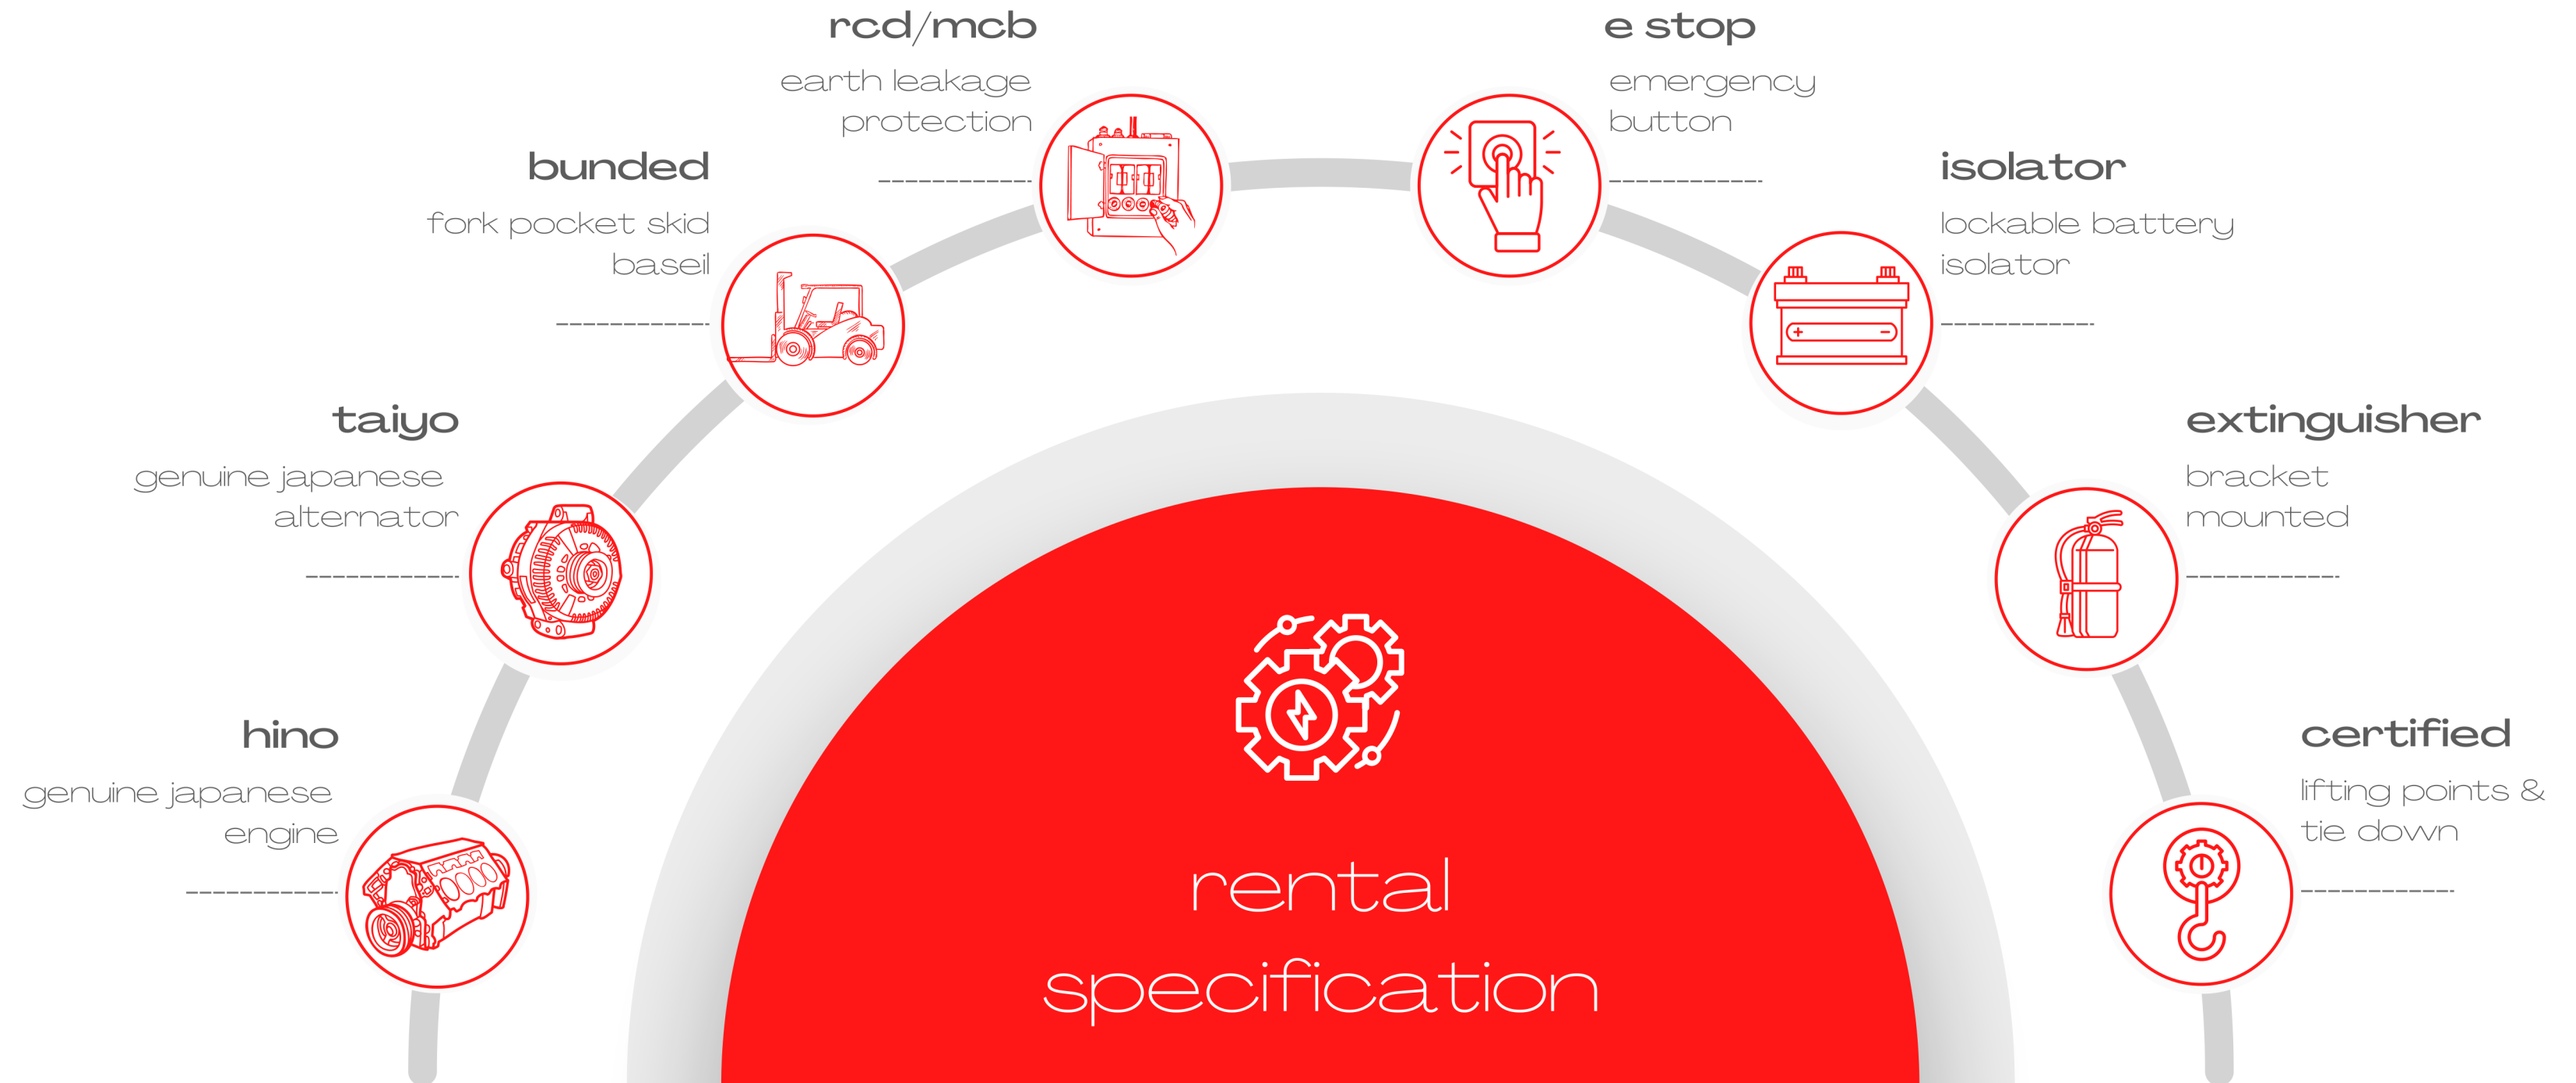 rcd/mcb
earth leakage
protection
e stop
emergency
button
bunded
fork pocket skid
baseil
isolator
lockable battery
isolator
taiyo
genuine japanese
alternator
extinguisher
bracket
mounted
hino
genuine japanese
engine
certified
lifting points &
tie down
rental
specification